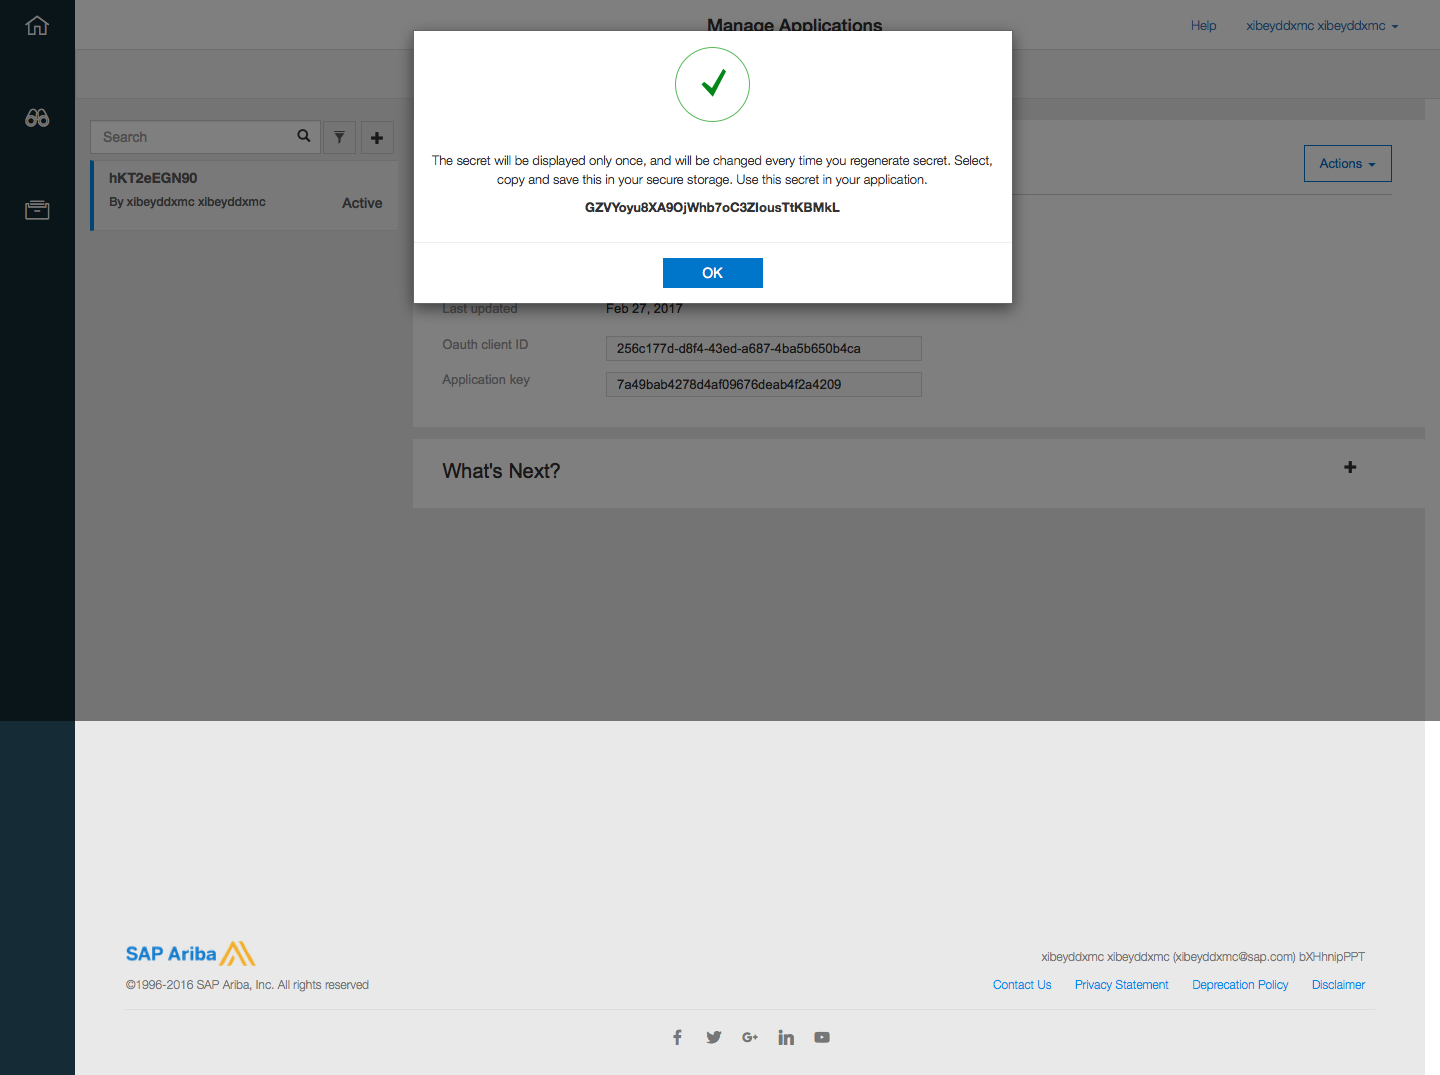 Manage Applications
Help
xibeyddxmc xibeyddxmc
Search
hKT2eEGN90
By xibeyddxmc xibeyddxmc
Active
The secret will be displayed only once, and will be changed every time you regenerate secret. Select,
copy and save this in your secure storage. Use this secret in your application.
GZVYoyu8XA9OjWhb7oC3ZIousTtKBMkL
OK
Actions
Last updated
Feb 27, 2017
Oauth client ID
256c177d-d8f4-43ed-a687-4ba5b650b4ca
Application key
7a49bab4278d4af09676deab4f2a4209
What's Next?
SAP Ariba
©1996-2016 SAP Ariba, Inc. All rights reserved
xibeyddxmc xibeyddxmc (xibeyddxmc@sap.com) bXHhnipPPT
Contact Us
Privacy Statement
Deprecation Policy
Disclaimer